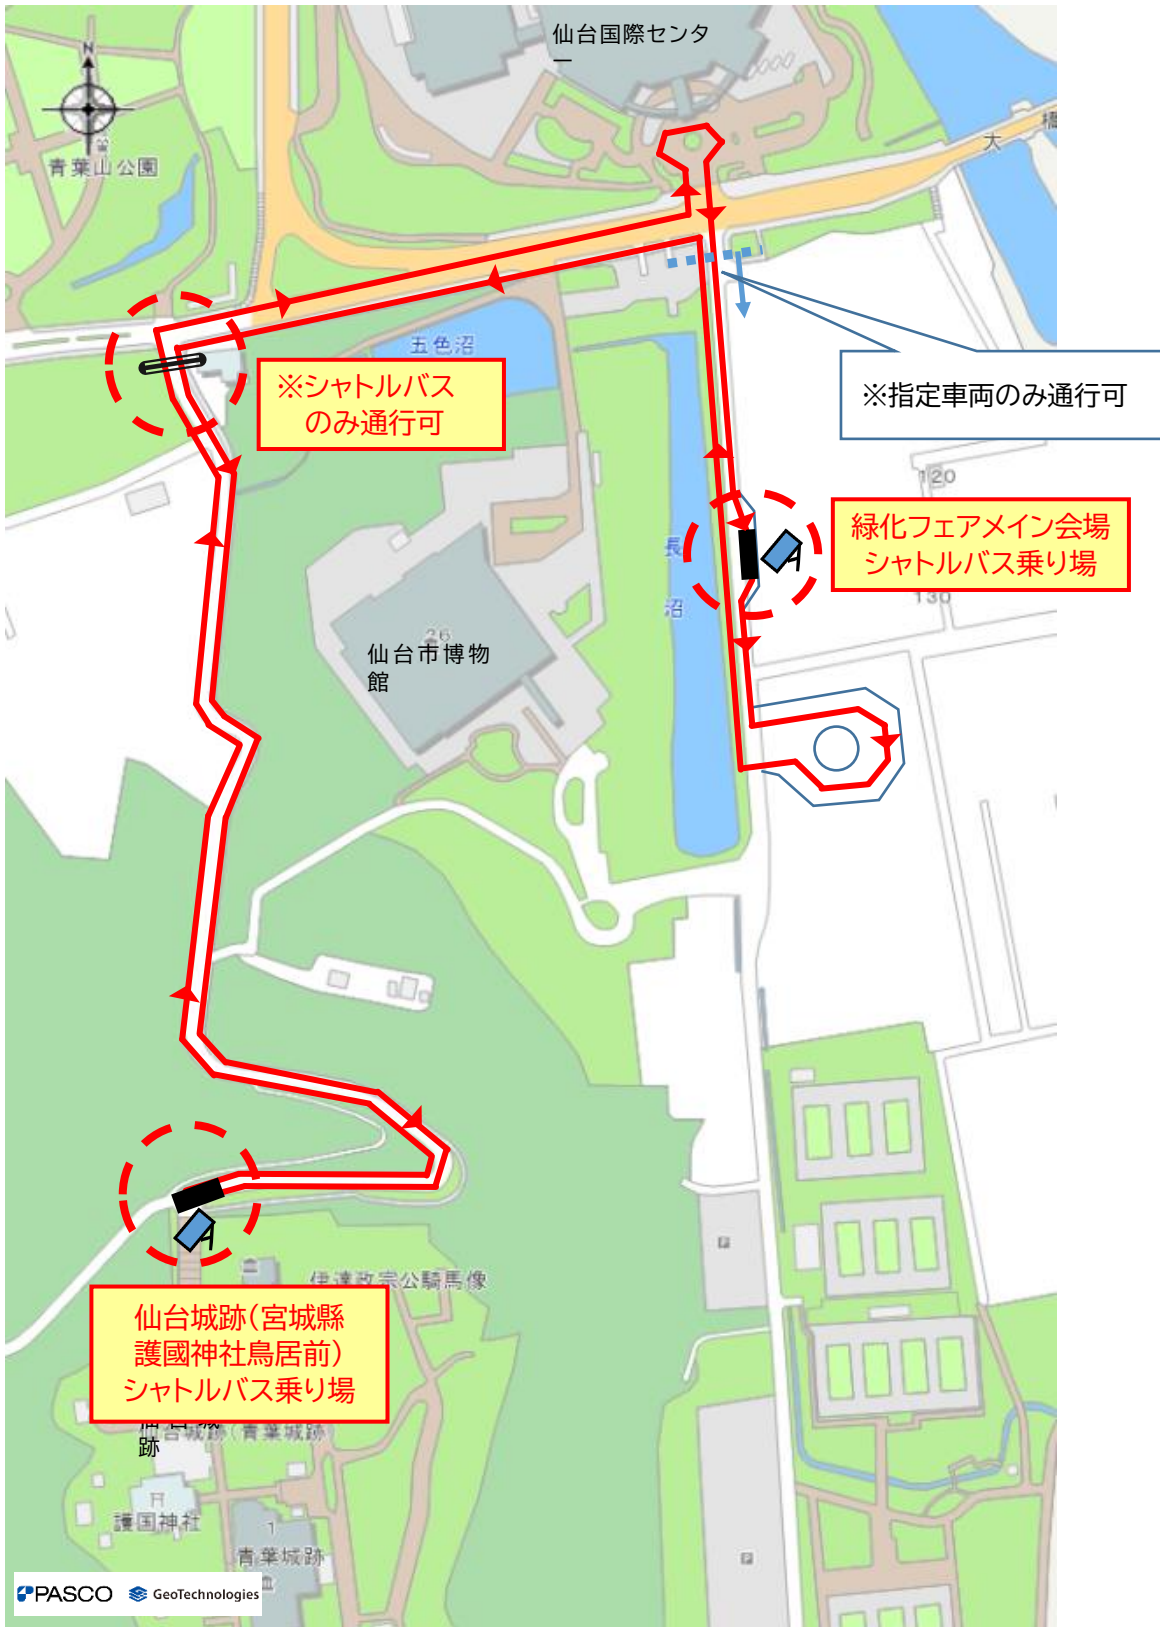 仙台国際センタ
ー
N
青葉山公園
大
橋
五色沼
※シャトルバス
のみ通行可
※指定車両のみ通行可
120
緑化フェアメイン会場
シャトルバス乗り場
130
長
沼
26
仙台市博物
館
伊達政宗公騎馬像
仙台城跡(宮城縣
護國神社鳥居前)
シャトルバス乗り場
仙台城
跡
仙台城跡(青葉城跡)
護国神社
1
青葉城跡
P
P
PASCO
GeoTechnologies